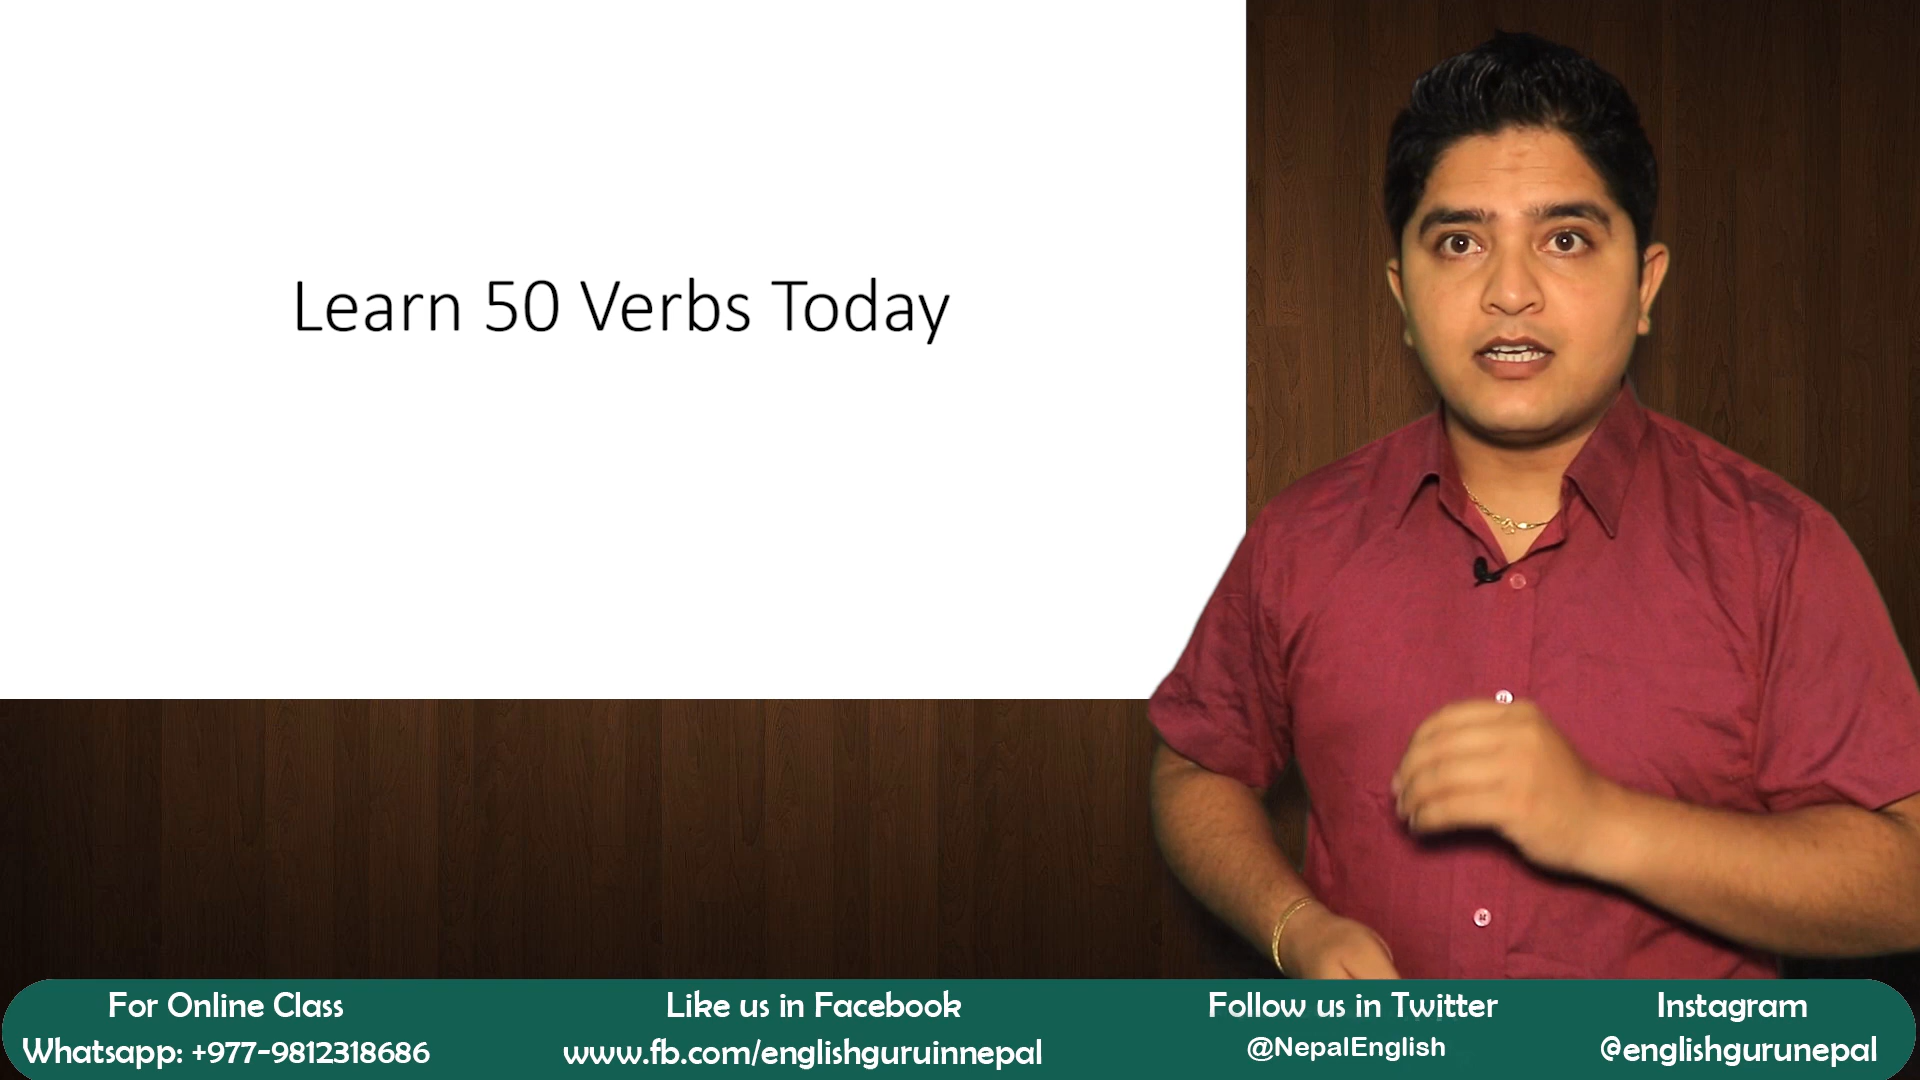 Learn 50 Verbs Today
For Online Class
Whatsapp: +977-9812318686
Like us in Facebook
www.fb.com/englishguruinnepal
Follow us in Twitter
@NepalEnglish
Instagram
@englishgurunepal